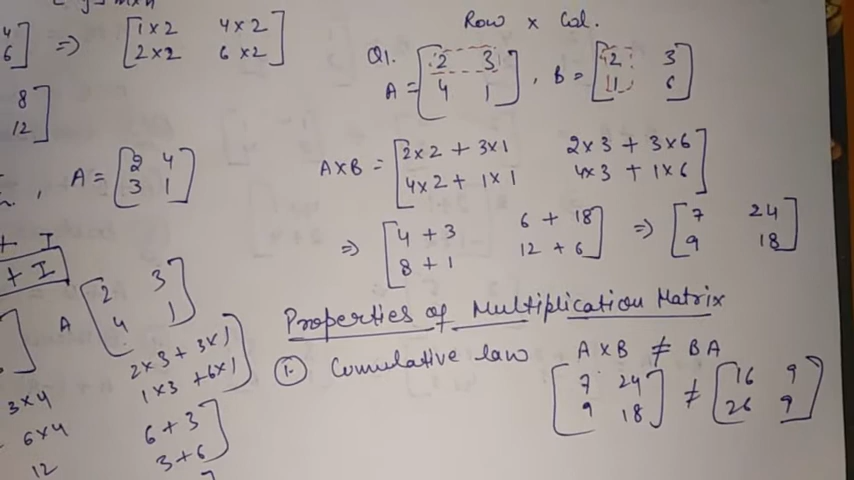 4
6] => [1×2 4×2
2×2 6×2]
8
12]
, A = [2 4
3 1]
+ I
+ I
A [2 3
4 1]
2×3 + 3×1
1×3 + 6×1]
3×4
6×4
6 + 3
3 + 6]
12
Row × Col.
Q1. A = [2 3
4 1] , B = [2 3
1 6]
A×B = [2×2 + 3×1 2×3 + 3×6
4×2 + 1×1 4×3 + 1×6]
=> [4 + 3 6 + 18
8 + 1 12 + 6] => [7 24
9 18]
Properties of Multiplication Matrix
1. Comulative law A×B ≠ BA
[7 24
9 18] ≠ [16 9
26 9]